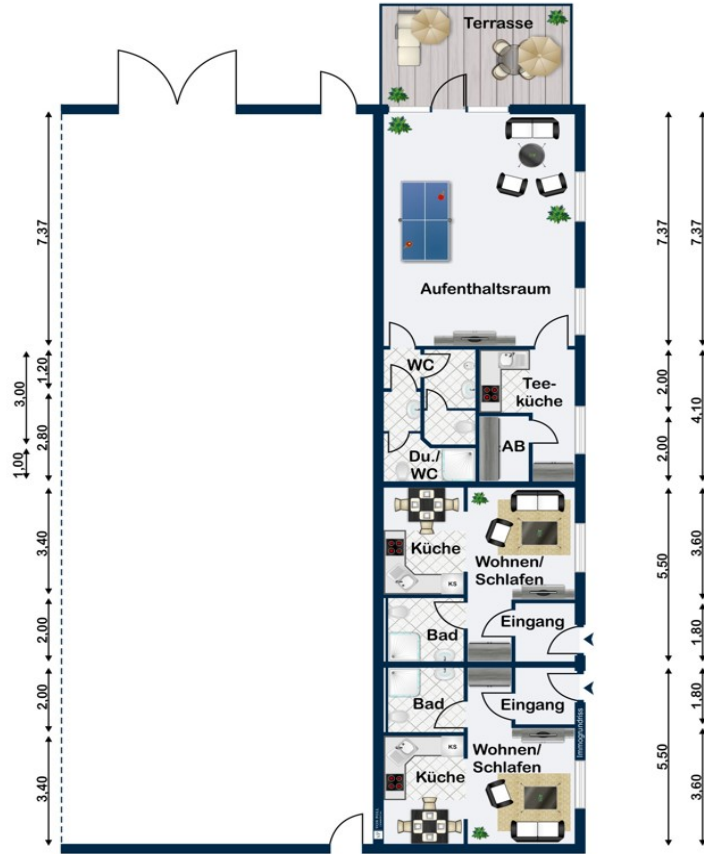 Terrasse
Aufenthaltsraum
WC
Tee-
küche
AB
Du./
WC
Küche
KS
Wohnen/
Schlafen
Bad
Eingang
Bad
Eingang
Wohnen/
Schlafen
Küche
KS
Immogrundriss
7.37
1.20
3.00
2.80
1.00
3.40
2.00
2.00
3.40
7.37
2.00
2.00
5.50
5.50
7.37
4.10
3.60
1.80
1.80
3.60